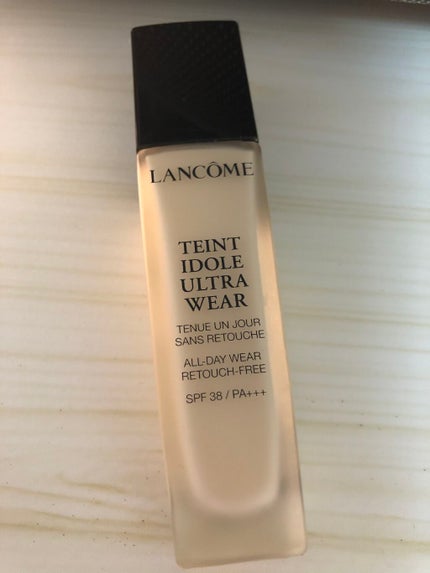 LANCÔME
TEINT
IDOLE
ULTRA
WEAR
TENUE UN JOUR
SANS RETOUCHE
ALL-DAY WEAR
RETOUCH-FREE
SPF 38 / PA+++